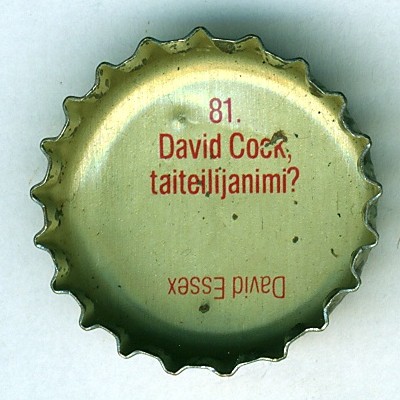 81.
David Cook,
taiteilijanimi?
David Essex